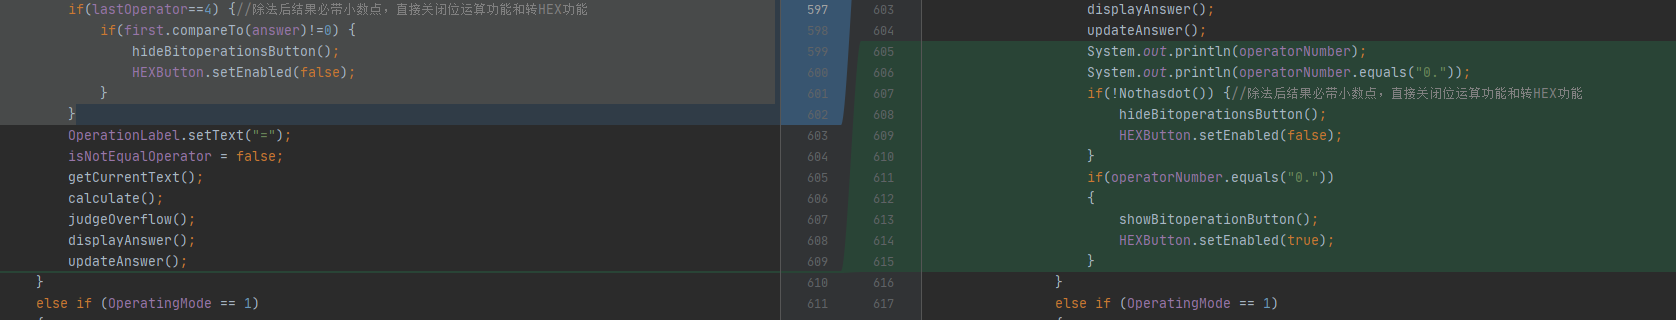 if(lastOperator==4) {//除法后结果必带小数点，直接关闭位运算功能和转HEX功能
if(first.compareTo(answer)!=0) {
hideBitoperationsButton();
HEXButton.setEnabled(false);
}
}
OperationLabel.setText("=");
isNotEqualOperator = false;
getCurrentText();
calculate();
judgeOverflow();
displayAnswer();
updateAnswer();
}
else if (OperatingMode == 1)
597
598
599
600
601
602
603
604
605
606
607
608
609
610
611
603
604
605
606
607
608
609
610
611
612
613
614
615
616
617
displayAnswer();
updateAnswer();
System.out.println(operatorNumber);
System.out.println(operatorNumber.equals("0."));
if(!Nothasdot()) {//除法后结果必带小数点，直接关闭位运算功能和转HEX功能
hideBitoperationsButton();
HEXButton.setEnabled(false);
}
if(operatorNumber.equals("0."))
{
showBitoperationButton();
HEXButton.setEnabled(true);
}
}
else if (OperatingMode == 1)